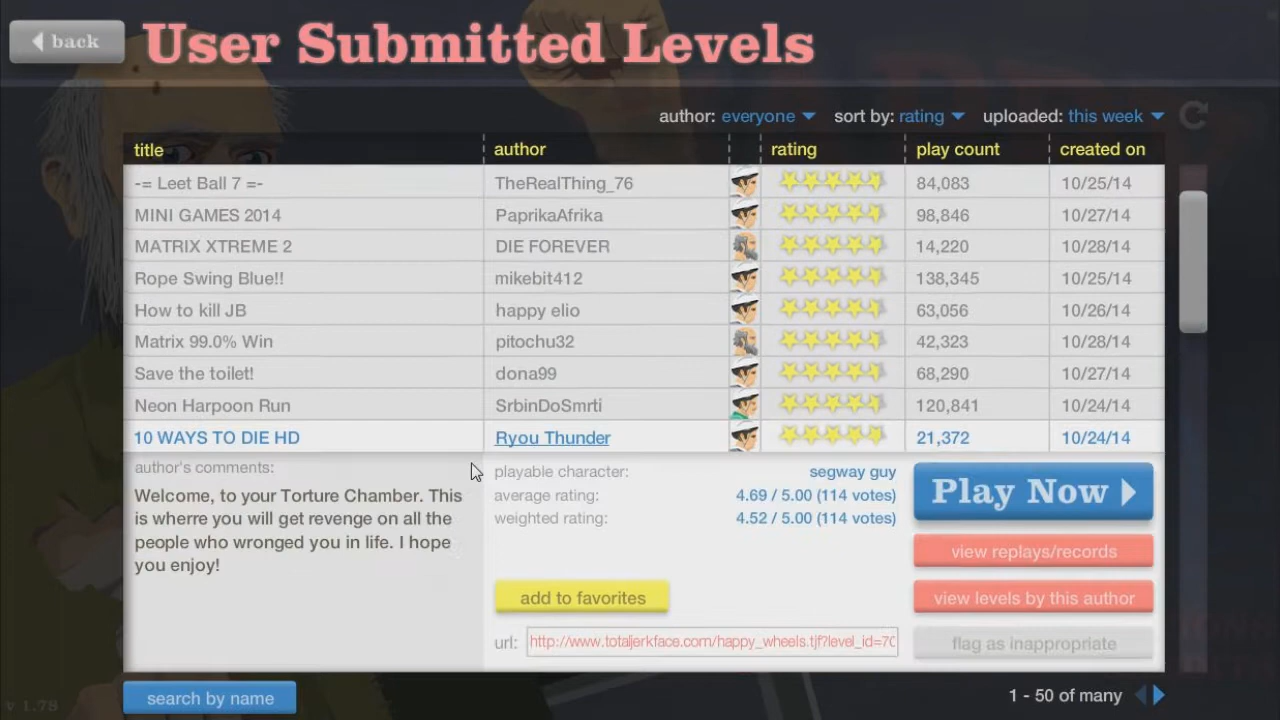 back
User Submitted Levels
author: everyone sort by: rating uploaded: this week
title author rating play count created on
-= Leet Ball 7 =- TheRealThing_76 84,083 10/25/14
MINI GAMES 2014 PaprikaAfrika 98,846 10/27/14
MATRIX XTREME 2 DIE FOREVER 14,220 10/28/14
Rope Swing Blue!! mikebit412 138,345 10/25/14
How to kill JB happy elio 63,056 10/26/14
Matrix 99.0% Win pitochu32 42,323 10/28/14
Save the toilet! dona99 68,290 10/27/14
Neon Harpoon Run SrbinDoSmrti 120,841 10/24/14
10 WAYS TO DIE HD Ryou Thunder 21,372 10/24/14
author's comments:
Welcome, to your Torture Chamber. This
is wherre you will get revenge on all the
people who wronged you in life. I hope
you enjoy!
playable character: segway guy
average rating: 4.69 / 5.00 (114 votes)
weighted rating: 4.52 / 5.00 (114 votes)
add to favorites
url: http://www.totaljerkface.com/happy_wheels.tjf?level_id=70
Play Now
view replays/records
view levels by this author
flag as inappropriate
v 1.78
search by name
1 - 50 of many